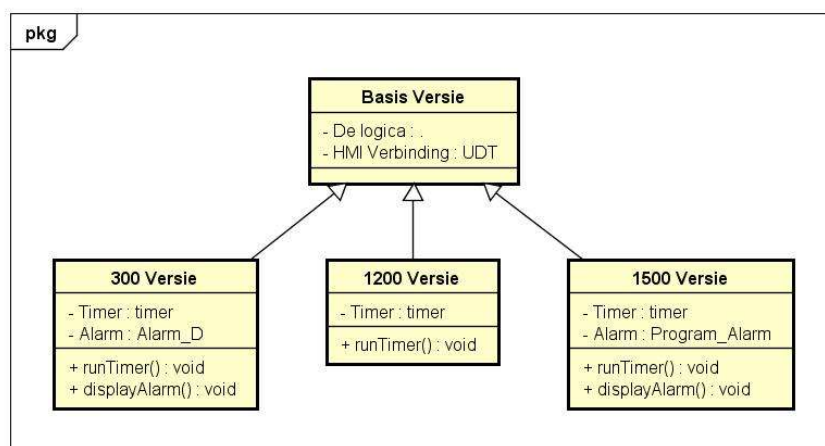 pkg
Basis Versie
- De logica : .
- HMI Verbinding : UDT
300 Versie
- Timer : timer
- Alarm : Alarm_D
+ runTimer() : void
+ displayAlarm() : void
1200 Versie
- Timer : timer
+ runTimer() : void
1500 Versie
- Timer : timer
- Alarm : Program_Alarm
+ runTimer() : void
+ displayAlarm() : void